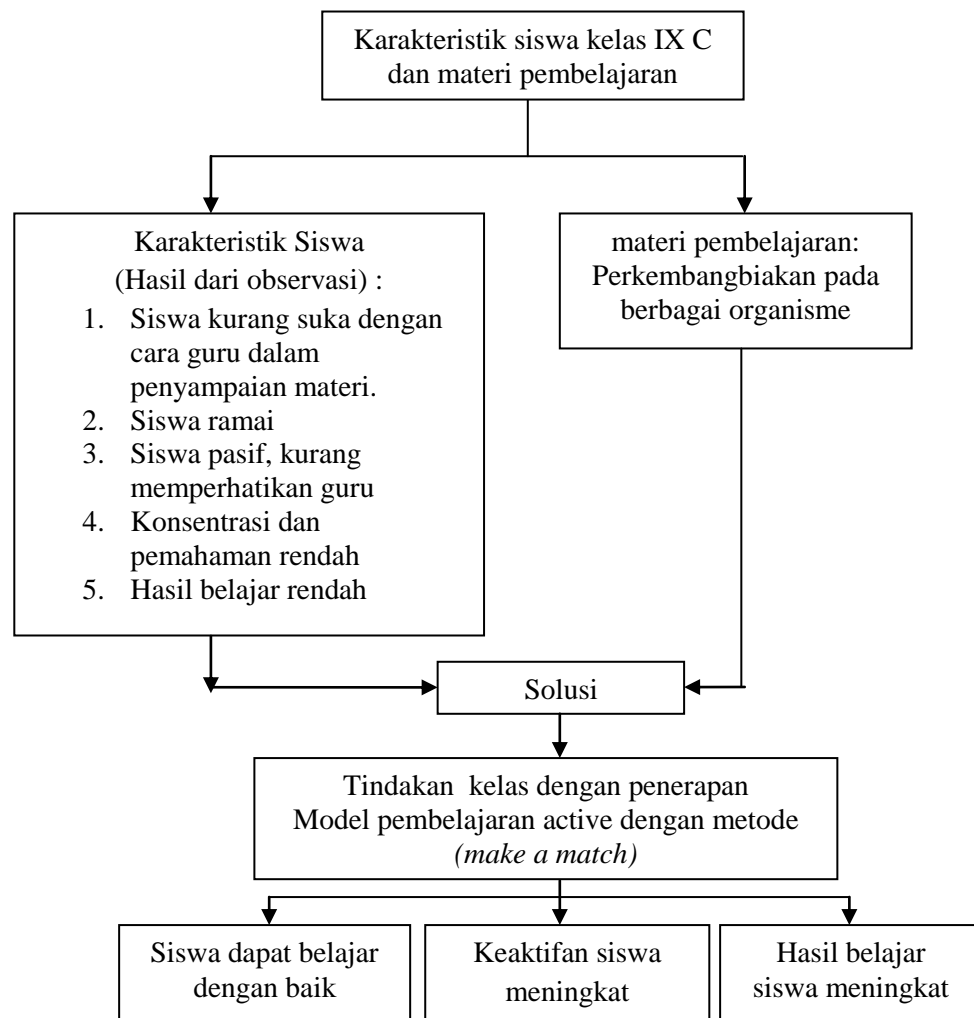 Karakteristik siswa kelas IX C
dan materi pembelajaran
Karakteristik Siswa
(Hasil dari observasi) :
1. Siswa kurang suka dengan
cara guru dalam
penyampaian materi.
2. Siswa ramai
3. Siswa pasif, kurang
memperhatikan guru
4. Konsentrasi dan
pemahaman rendah
5. Hasil belajar rendah
materi pembelajaran:
Perkembangbiakan pada
berbagai organisme
Solusi
Tindakan kelas dengan penerapan
Model pembelajaran active dengan metode
(make a match)
Siswa dapat belajar
dengan baik
Keaktifan siswa
meningkat
Hasil belajar
siswa meningkat